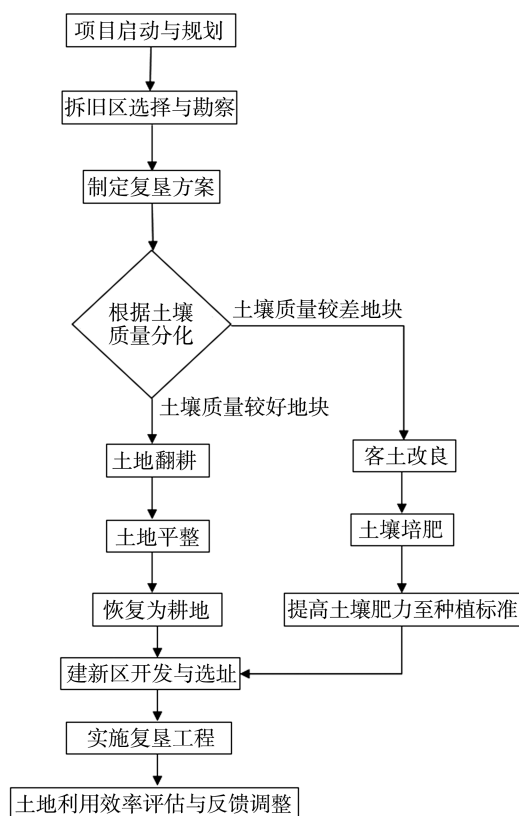 项目启动与规划
拆旧区选择与勘察
制定复垦方案
根据土壤
质量分化
土壤质量较差地块
土壤质量较好地块
土地翻耕
客土改良
土地平整
土壤培肥
恢复为耕地
提高土壤肥力至种植标准
建新区开发与选址
实施复垦工程
土地利用效率评估与反馈调整